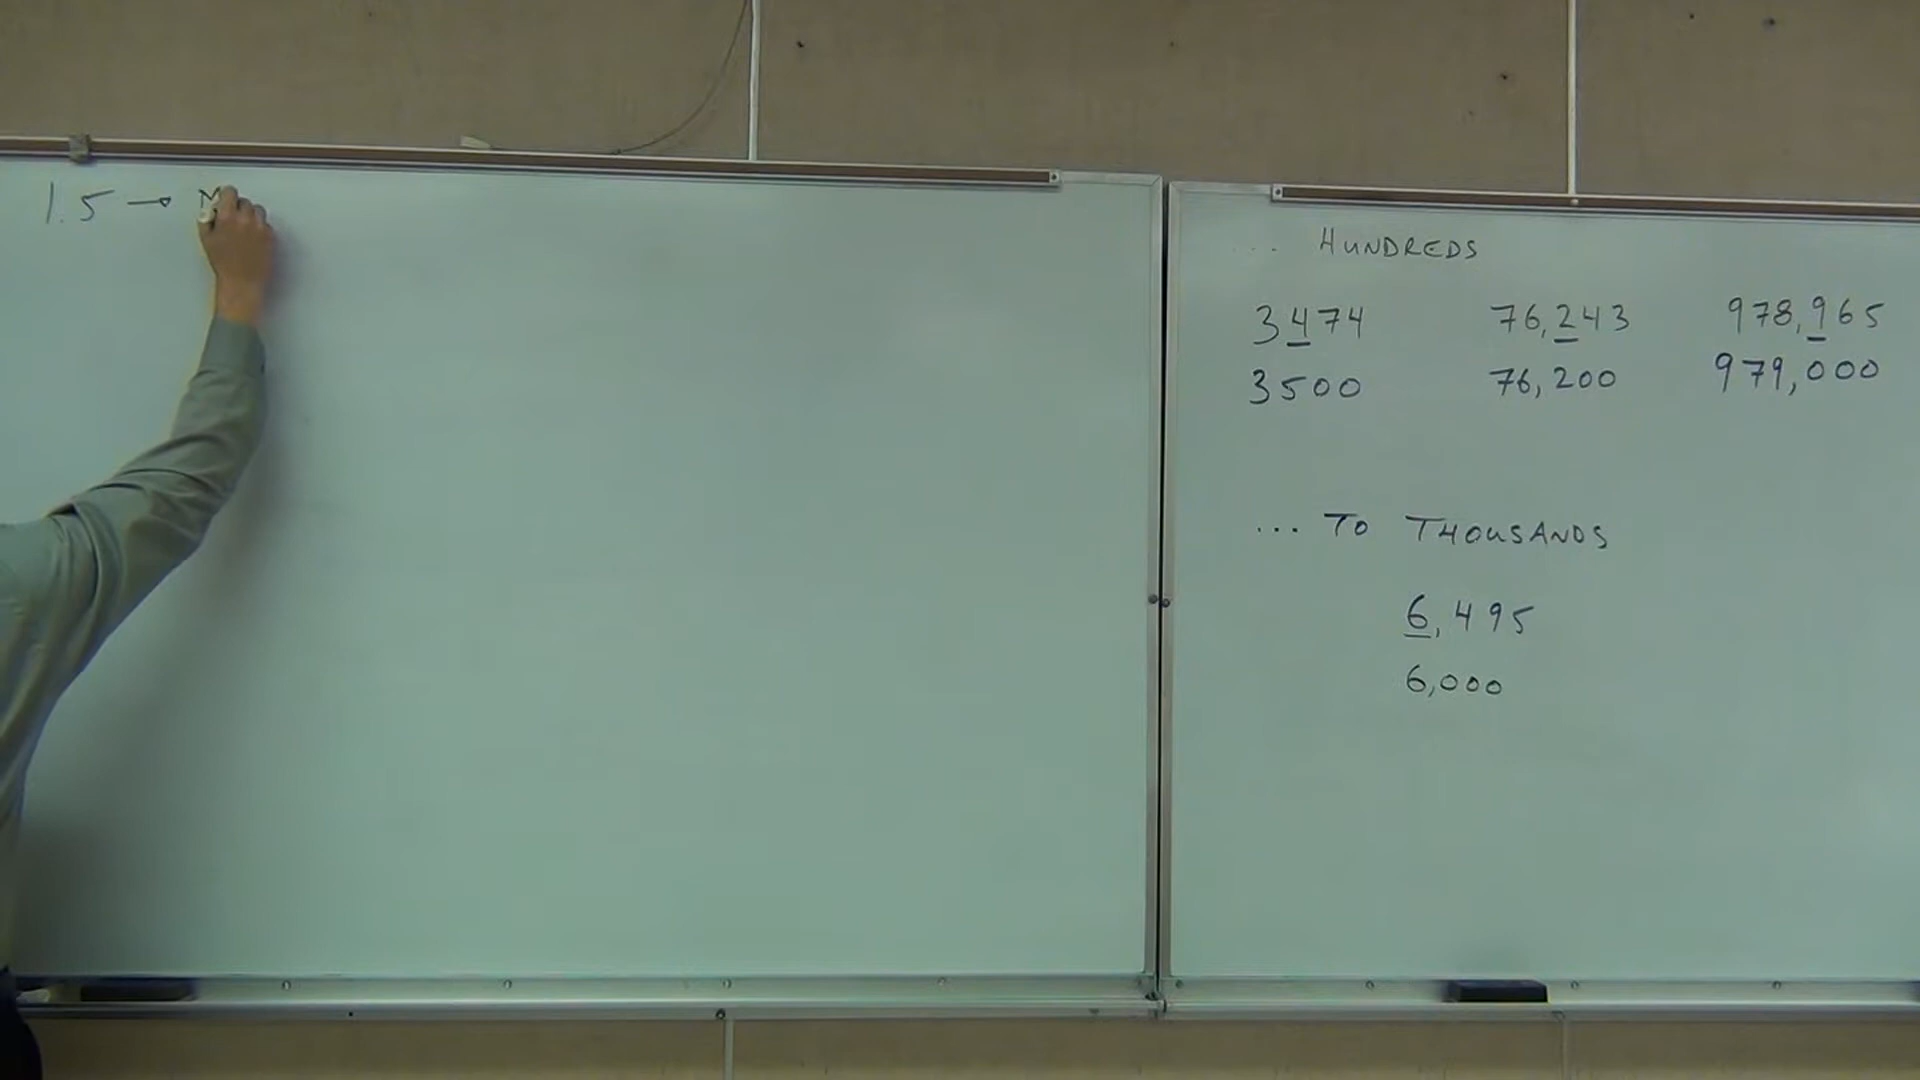 1.5 →
... HUNDREDS
3474 76,243 978,965
3500 76,200 979,000
... TO THOUSANDS
6,495
6,000